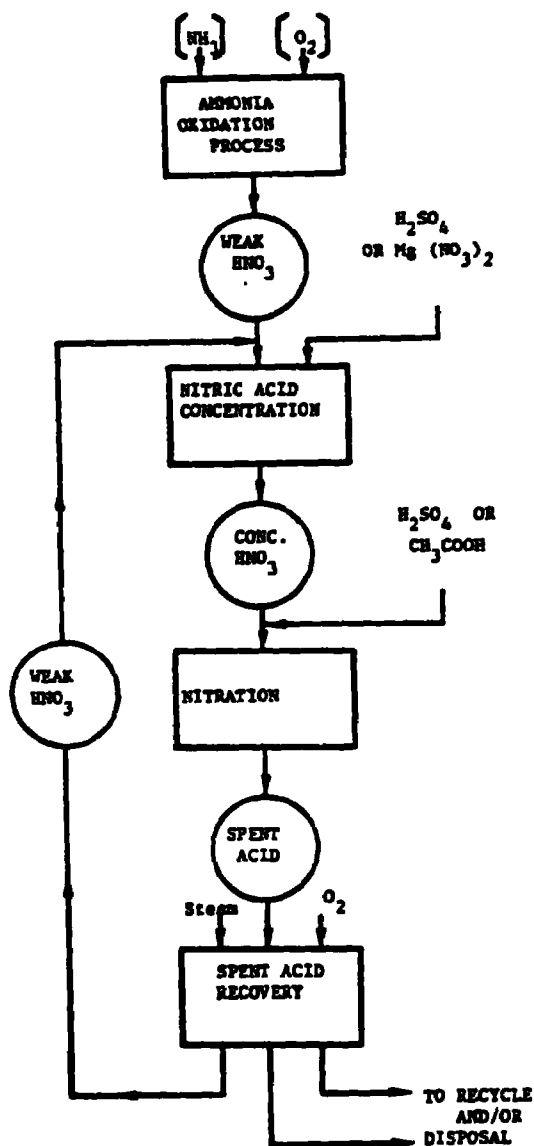 [NH3] [O2]
AMMONIA
OXIDATION
PROCESS
WEAK
HNO3
H2SO4
OR Mg (NO3)2
NITRIC ACID
CONCENTRATION
CONC.
HNO3
H2SO4 OR
CH3COOH
WEAK
HNO3
NITRATION
SPENT
ACID
Steam O2
SPENT ACID
RECOVERY
TO RECYCLE
AND/OR
DISPOSAL